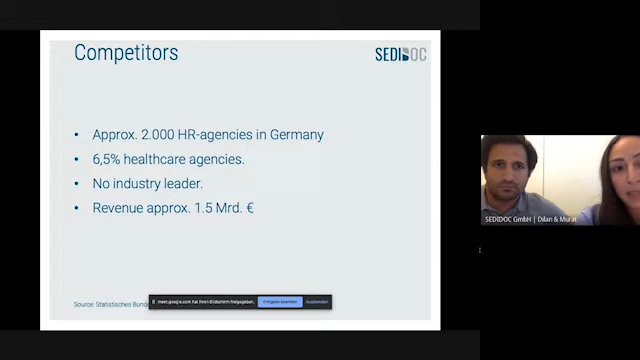 Competitors
SEDIDOC
• Approx. 2.000 HR-agencies in Germany
• 6,5% healthcare agencies.
• No industry leader.
• Revenue approx. 1.5 Mrd. €
SEDIDOC GmbH | Dilan & Murat
Source: Statistisches
meet.google.com hat Ihren Bildschirm freigegeben.
Freigabe beenden
Ausblenden